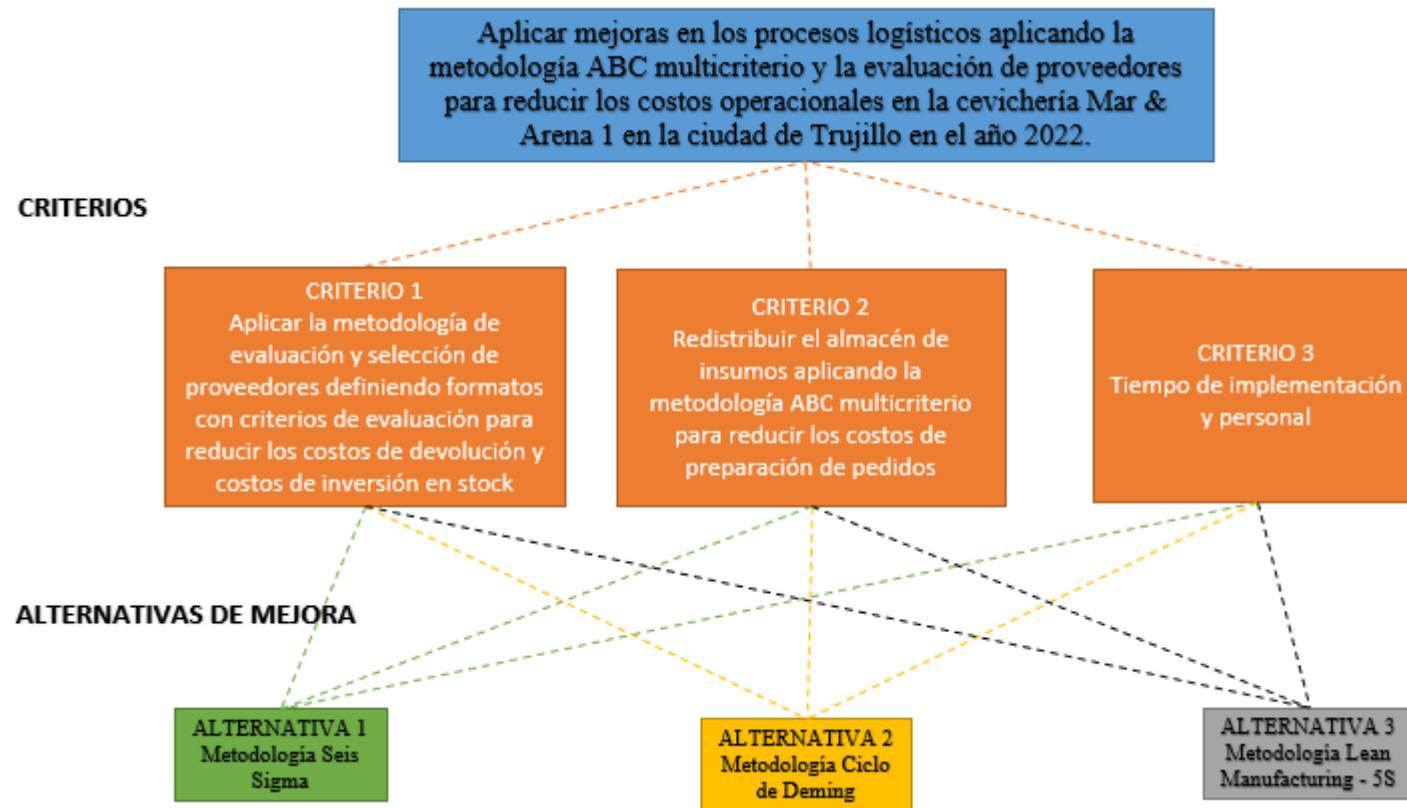 Aplicar mejoras en los procesos logísticos aplicando la
metodología ABC multicriterio y la evaluación de proveedores
para reducir los costos operacionales en la cevichería Mar &
Arena 1 en la ciudad de Trujillo en el año 2022.
CRITERIOS
CRITERIO 1
Aplicar la metodología de
evaluación y selección de
proveedores definiendo formatos
con criterios de evaluación para
reducir los costos de devolución y
costos de inversión en stock
CRITERIO 2
Redistribuir el almacén de
insumos aplicando la
metodología ABC multicriterio
para reducir los costos de
preparación de pedidos
CRITERIO 3
Tiempo de implementación
y personal
ALTERNATIVAS DE MEJORA
ALTERNATIVA 1
Metodología Seis
Sigma
ALTERNATIVA 2
Metodología Ciclo
de Deming
ALTERNATIVA 3
Metodología Lean
Manufacturing - 5S